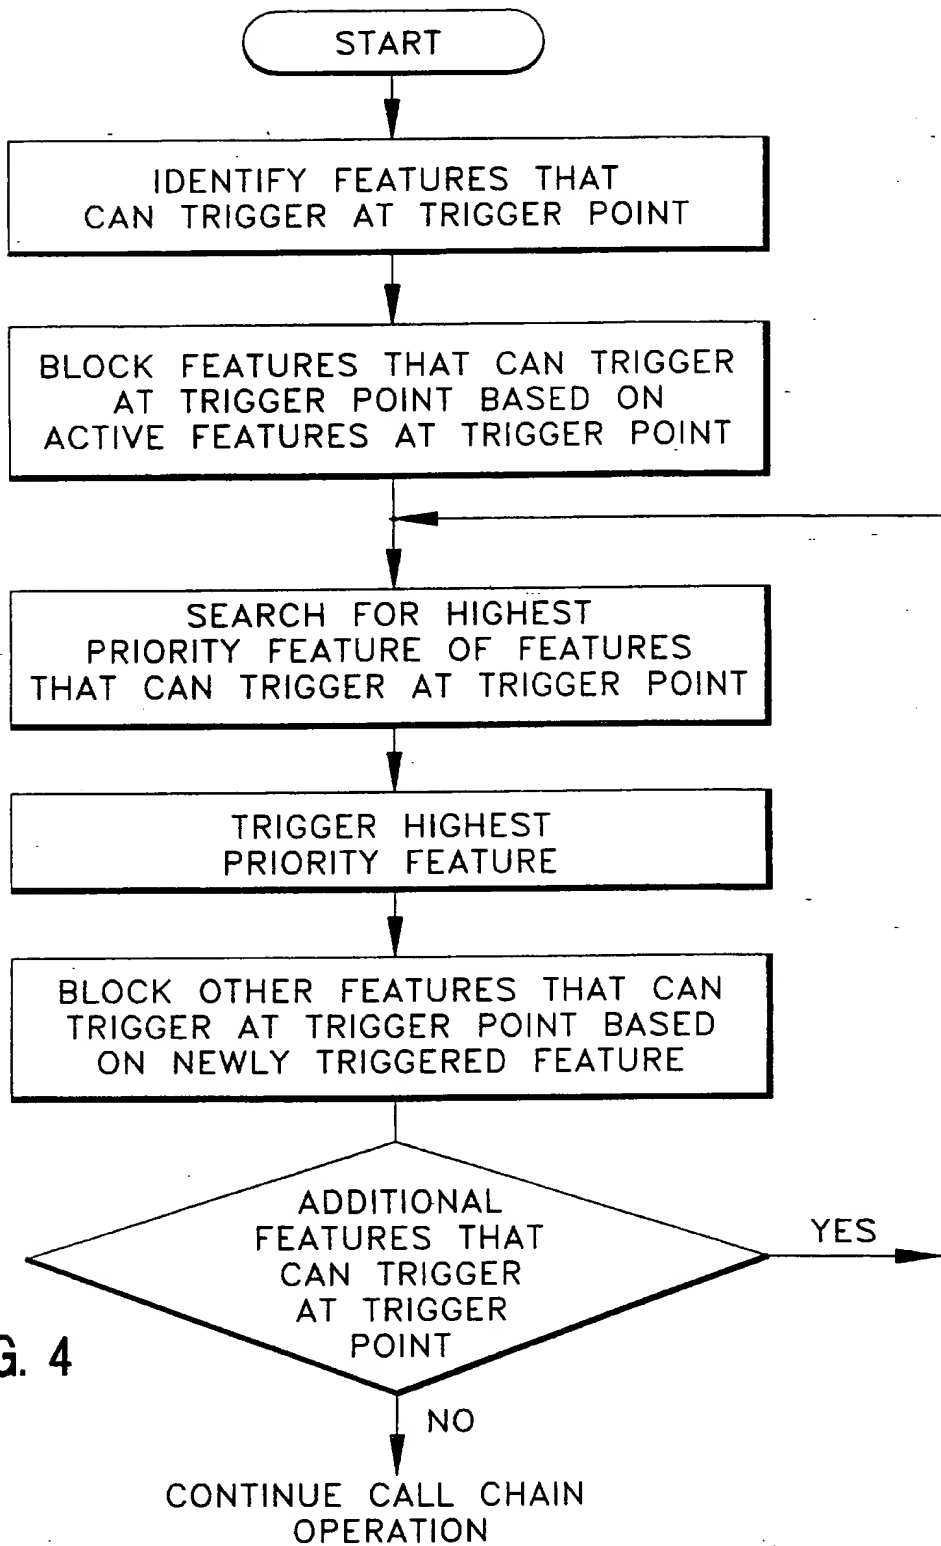 START
IDENTIFY FEATURES THAT
CAN TRIGGER AT TRIGGER POINT
BLOCK FEATURES THAT CAN TRIGGER
AT TRIGGER POINT BASED ON
ACTIVE FEATURES AT TRIGGER POINT
SEARCH FOR HIGHEST
PRIORITY FEATURE OF FEATURES
THAT CAN TRIGGER AT TRIGGER POINT
TRIGGER HIGHEST
PRIORITY FEATURE
BLOCK OTHER FEATURES THAT CAN
TRIGGER AT TRIGGER POINT BASED
ON NEWLY TRIGGERED FEATURE
ADDITIONAL
FEATURES THAT
CAN TRIGGER
AT TRIGGER
POINT
YES
G. 4
NO
CONTINUE CALL CHAIN
OPERATION